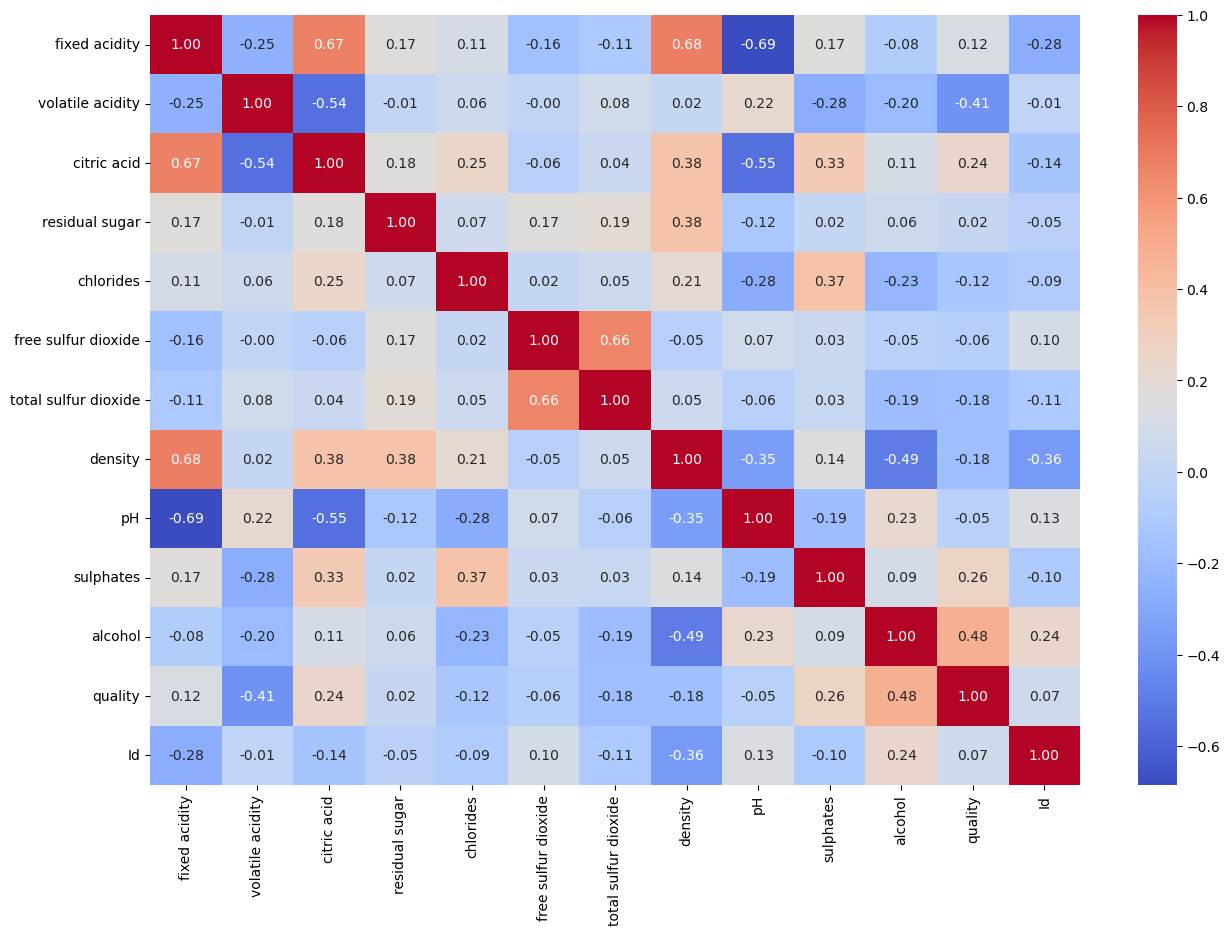 fixed acidity 1.00 -0.25 0.67 0.17 0.11 -0.16 -0.11 0.68 -0.69 0.17 -0.08 0.12 -0.28
volatile acidity -0.25 1.00 -0.54 -0.01 0.06 -0.00 0.08 0.02 0.22 -0.28 -0.20 -0.41 -0.01
citric acid 0.67 -0.54 1.00 0.18 0.25 -0.06 0.04 0.38 -0.55 0.33 0.11 0.24 -0.14
residual sugar 0.17 -0.01 0.18 1.00 0.07 0.17 0.19 0.38 -0.12 0.02 0.06 0.02 -0.05
chlorides 0.11 0.06 0.25 0.07 1.00 0.02 0.05 0.21 -0.28 0.37 -0.23 -0.12 -0.09
free sulfur dioxide -0.16 -0.00 -0.06 0.17 0.02 1.00 0.66 -0.05 0.07 0.03 -0.05 -0.06 0.10
total sulfur dioxide -0.11 0.08 0.04 0.19 0.05 0.66 1.00 0.05 -0.06 0.03 -0.19 -0.18 -0.11
density 0.68 0.02 0.38 0.38 0.21 -0.05 0.05 1.00 -0.35 0.14 -0.49 -0.18 -0.36
pH -0.69 0.22 -0.55 -0.12 -0.28 0.07 -0.06 -0.35 1.00 -0.19 0.23 -0.05 0.13
sulphates 0.17 -0.28 0.33 0.02 0.37 0.03 0.03 0.14 -0.19 1.00 0.09 0.26 -0.10
alcohol -0.08 -0.20 0.11 0.06 -0.23 -0.05 -0.19 -0.49 0.23 0.09 1.00 0.48 0.24
quality 0.12 -0.41 0.24 0.02 -0.12 -0.06 -0.18 -0.18 -0.05 0.26 0.48 1.00 0.07
Id -0.28 -0.01 -0.14 -0.05 -0.09 0.10 -0.11 -0.36 0.13 -0.10 0.24 0.07 1.00
fixed acidity
volatile acidity
citric acid
residual sugar
chlorides
free sulfur dioxide
total sulfur dioxide
density
pH
sulphates
alcohol
quality
Id
1.0
0.8
0.6
0.4
0.2
0.0
−0.2
−0.4
−0.6